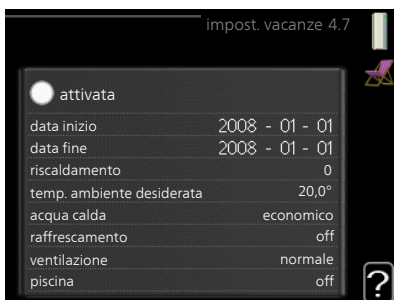 impost. vacanze 4.7
attivata
data inizio 2008 - 01 - 01
data fine 2008 - 01 - 01
riscaldamento 0
temp. ambiente desiderata 20,0°
acqua calda economico
raffrescamento off
ventilazione normale
piscina off
?